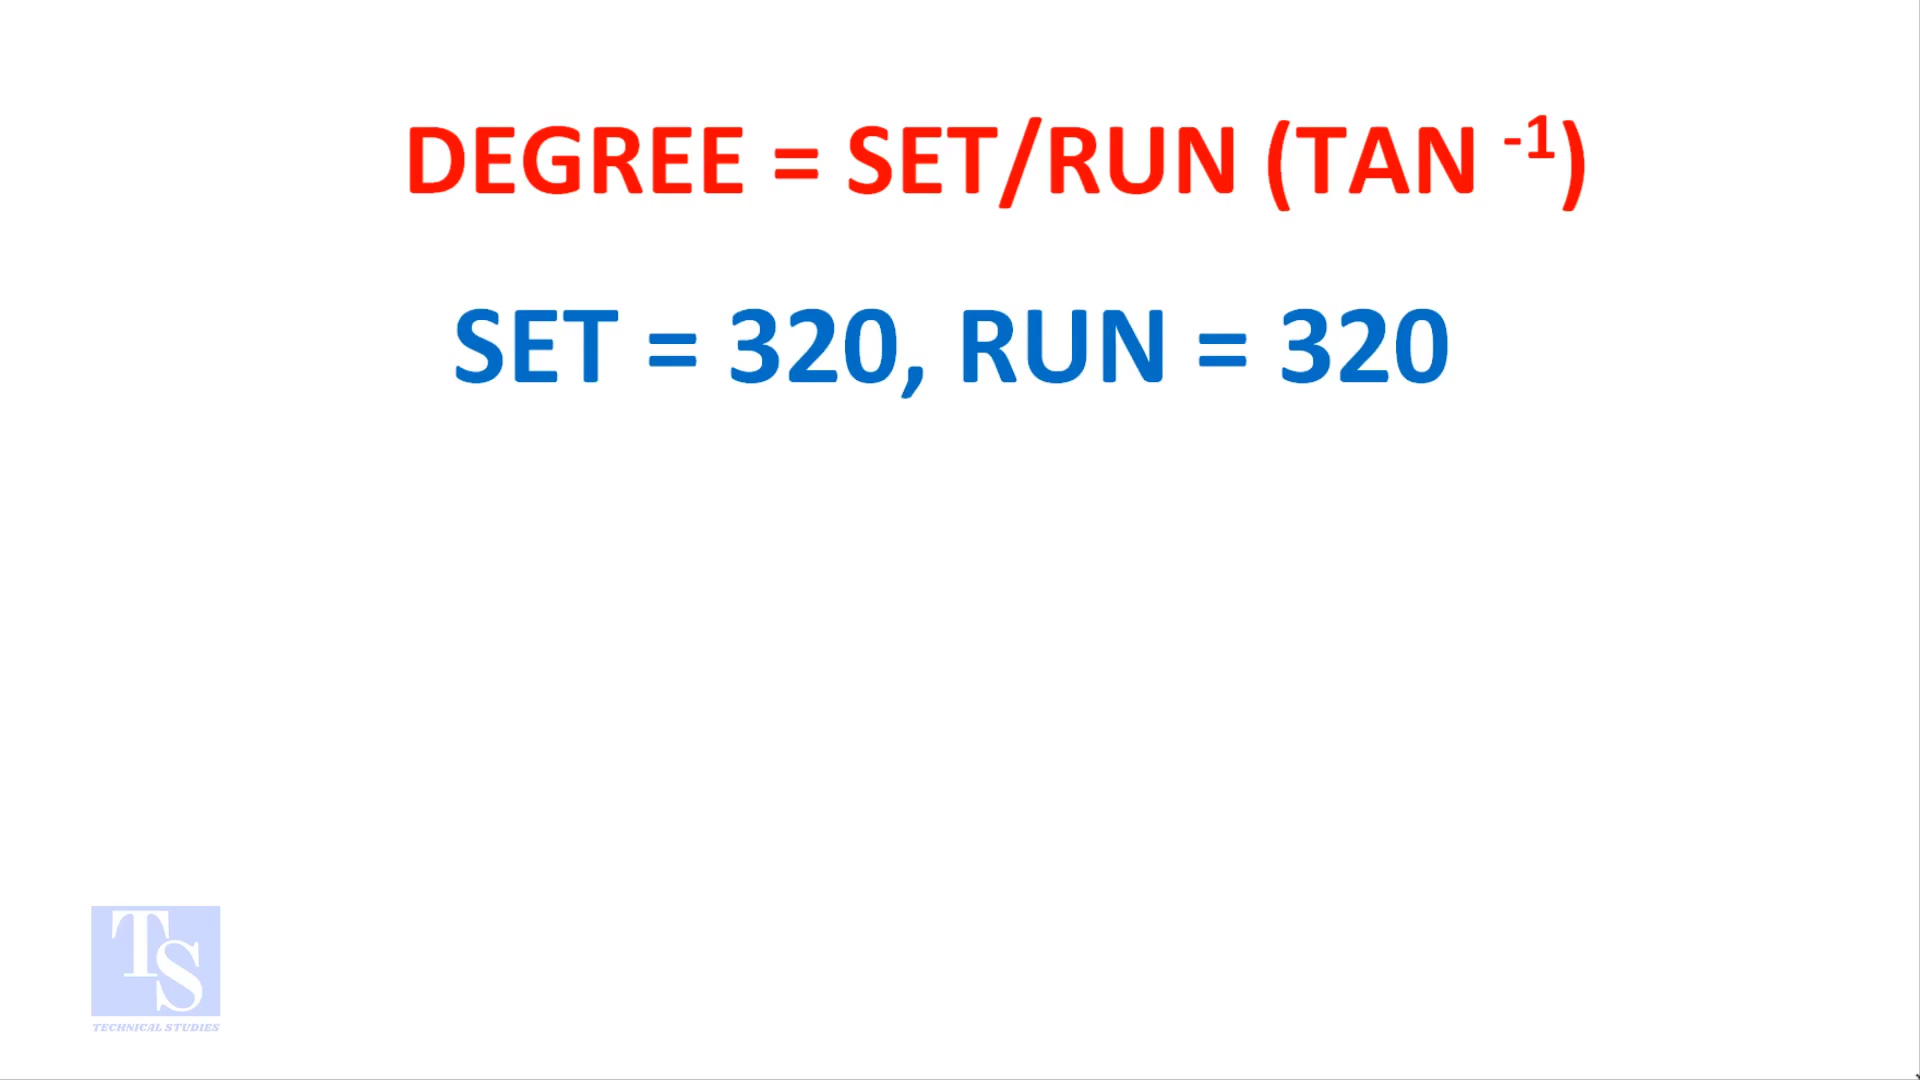 DEGREE = SET/RUN (TAN ⁻¹)
SET = 320, RUN = 320
TS
TECHNICAL STUDIES